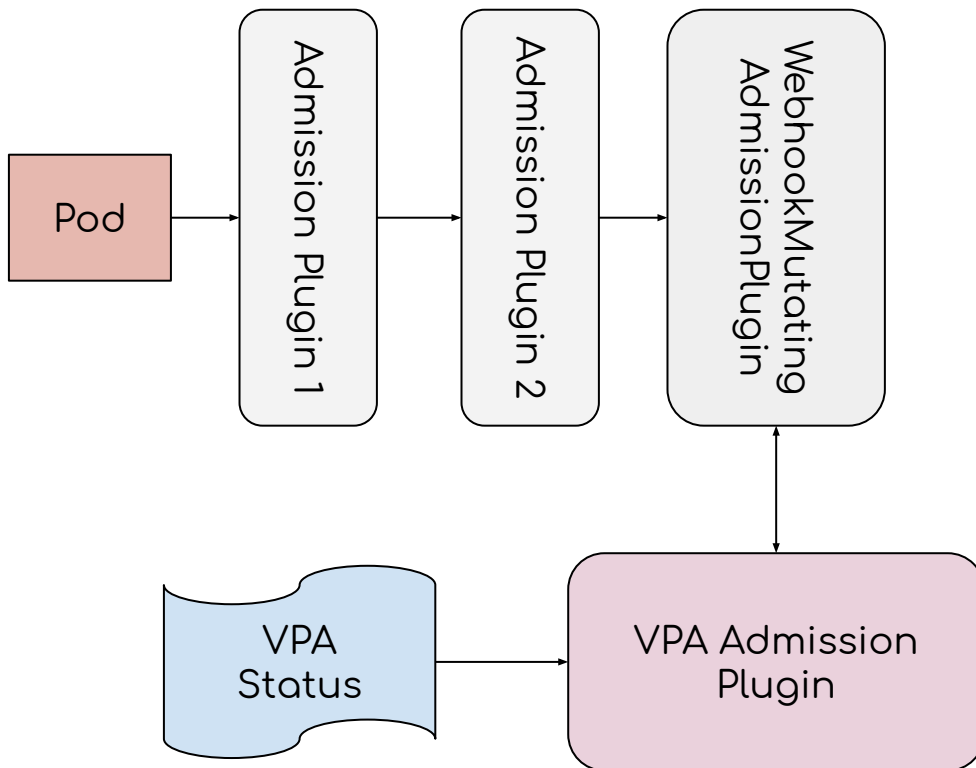 Pod
Admission Plugin 1
Admission Plugin 2
WebhookMutating
AdmissionPlugin
VPA
Status
VPA Admission
Plugin